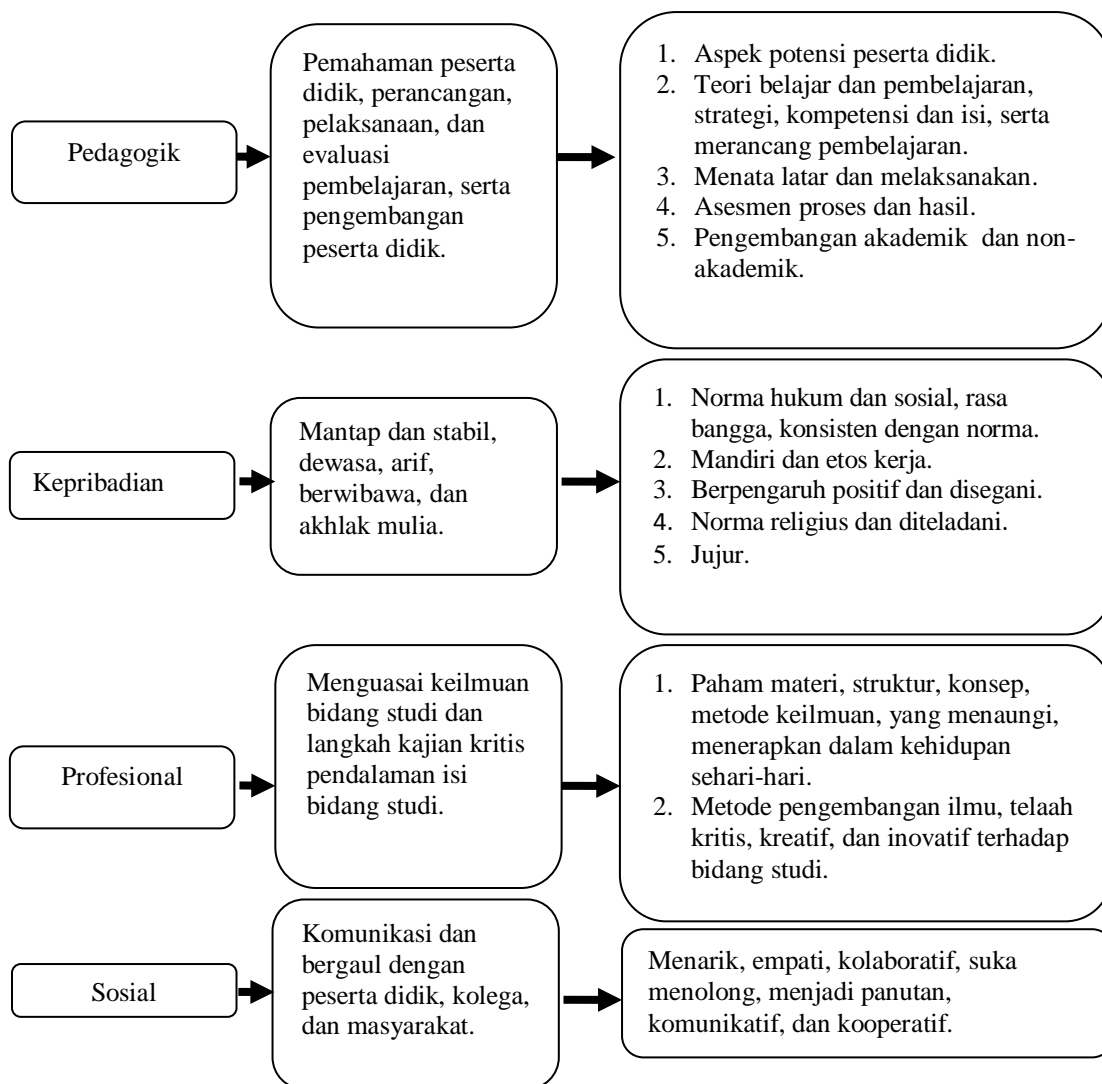 Pedagogik
Pemahaman peserta
didik, perancangan,
pelaksanaan, dan
evaluasi
pembelajaran, serta
pengembangan
peserta didik.
1. Aspek potensi peserta didik.
2. Teori belajar dan pembelajaran,
strategi, kompetensi dan isi, serta
merancang pembelajaran.
3. Menata latar dan melaksanakan.
4. Asesmen proses dan hasil.
5. Pengembangan akademik dan non-
akademik.
Kepribadian
Mantap dan stabil,
dewasa, arif,
berwibawa, dan
akhlak mulia.
1. Norma hukum dan sosial, rasa
bangga, konsisten dengan norma.
2. Mandiri dan etos kerja.
3. Berpengaruh positif dan disegani.
4. Norma religius dan diteladani.
5. Jujur.
Profesional
Menguasai keilmuan
bidang studi dan
langkah kajian kritis
pendalaman isi
bidang studi.
1. Paham materi, struktur, konsep,
metode keilmuan, yang menaungi,
menerapkan dalam kehidupan
sehari-hari.
2. Metode pengembangan ilmu, telaah
kritis, kreatif, dan inovatif terhadap
bidang studi.
Sosial
Komunikasi dan
bergaul dengan
peserta didik, kolega,
dan masyarakat.
Menarik, empati, kolaboratif, suka
menolong, menjadi panutan,
komunikatif, dan kooperatif.